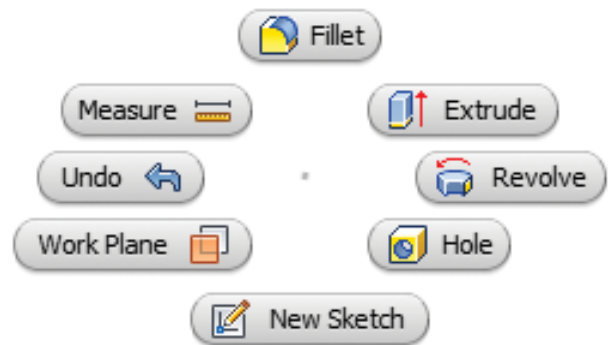 Fillet
Measure
Extrude
Undo
Revolve
Work Plane
Hole
New Sketch